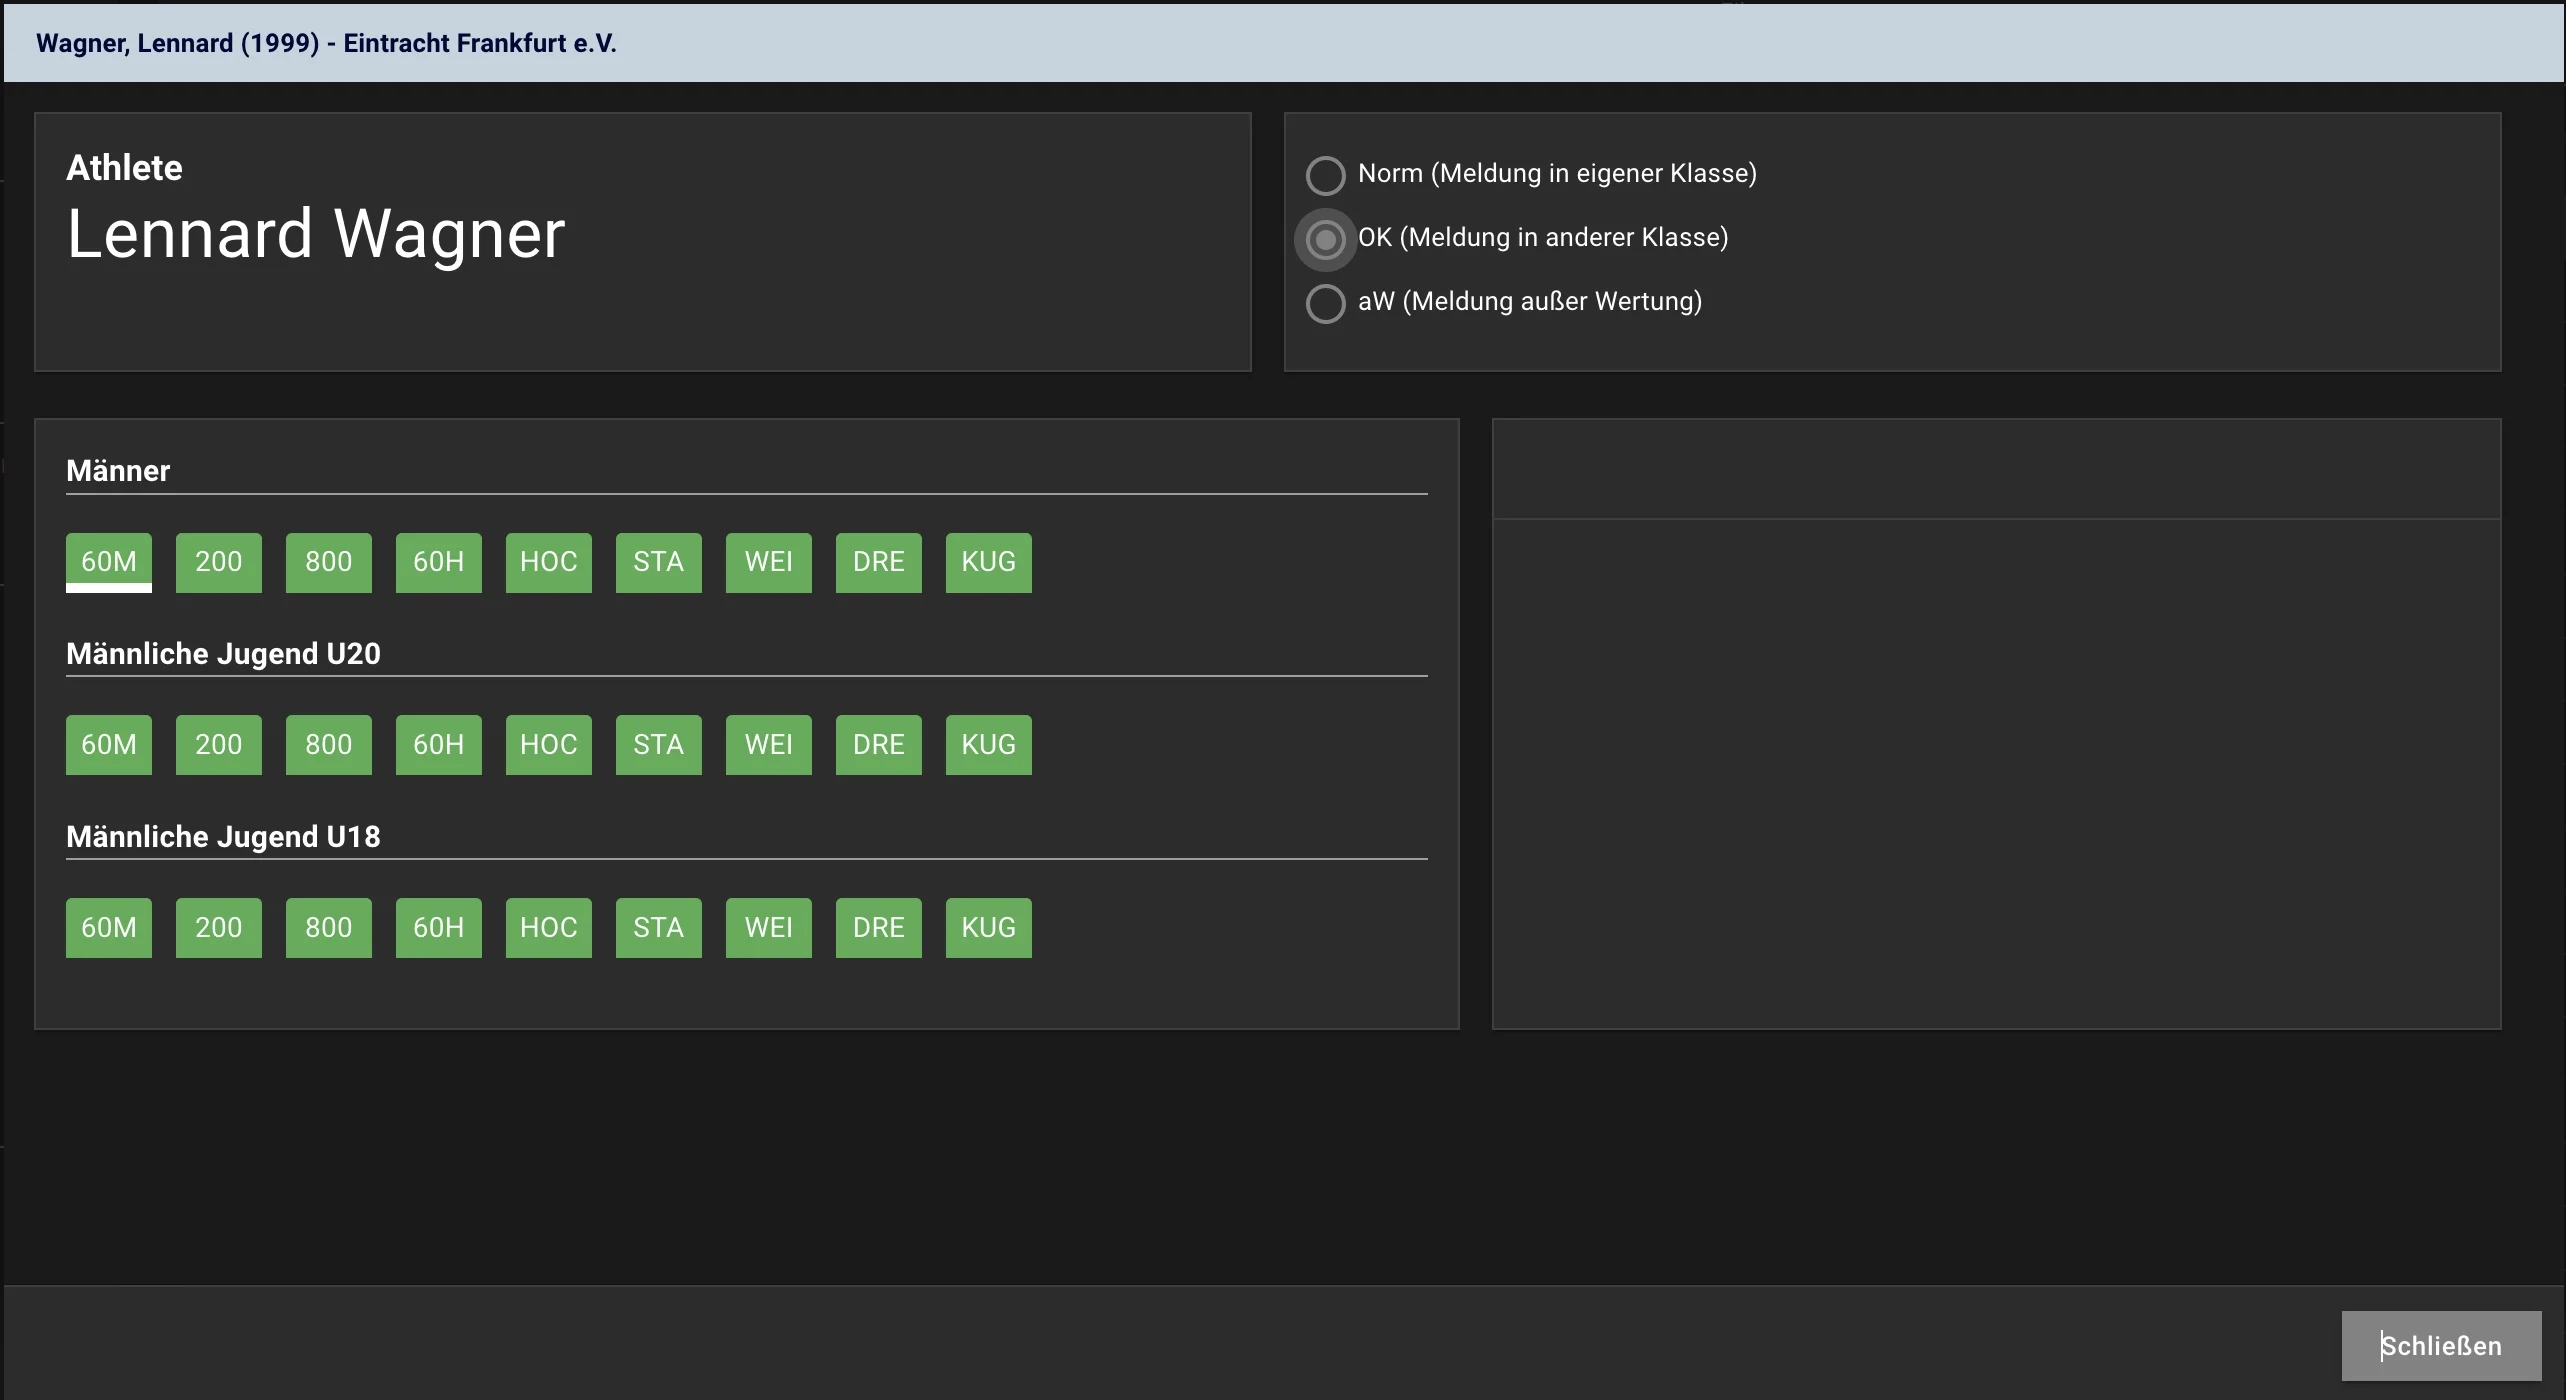 Wagner, Lennard (1999) - Eintracht Frankfurt e.V.
Athlete
Lennard Wagner
Norm (Meldung in eigener Klasse)
OK (Meldung in anderer Klasse)
aW (Meldung außer Wertung)
Männer
60M 200 800 60H HOC STA WEI DRE KUG
Männliche Jugend U20
60M 200 800 60H HOC STA WEI DRE KUG
Männliche Jugend U18
60M 200 800 60H HOC STA WEI DRE KUG
Schließen